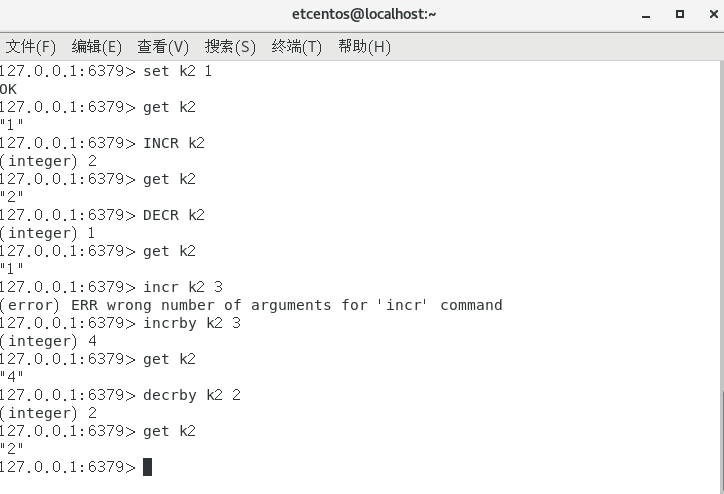 etcentos@localhost:~
文件(F) 编辑(E) 查看(V) 搜索(S) 终端(T) 帮助(H)
127.0.0.1:6379> set k2 1
OK
127.0.0.1:6379> get k2
"1"
127.0.0.1:6379> INCR k2
(integer) 2
127.0.0.1:6379> get k2
"2"
127.0.0.1:6379> DECR k2
(integer) 1
127.0.0.1:6379> get k2
"1"
127.0.0.1:6379> incr k2 3
(error) ERR wrong number of arguments for 'incr' command
127.0.0.1:6379> incrby k2 3
(integer) 4
127.0.0.1:6379> get k2
"4"
127.0.0.1:6379> decrby k2 2
(integer) 2
127.0.0.1:6379> get k2
"2"
127.0.0.1:6379>